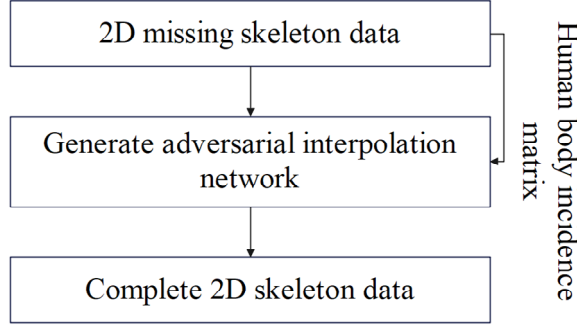 2D missing skeleton data
Generate adversarial interpolation
network
Complete 2D skeleton data
Human body incidence
matrix